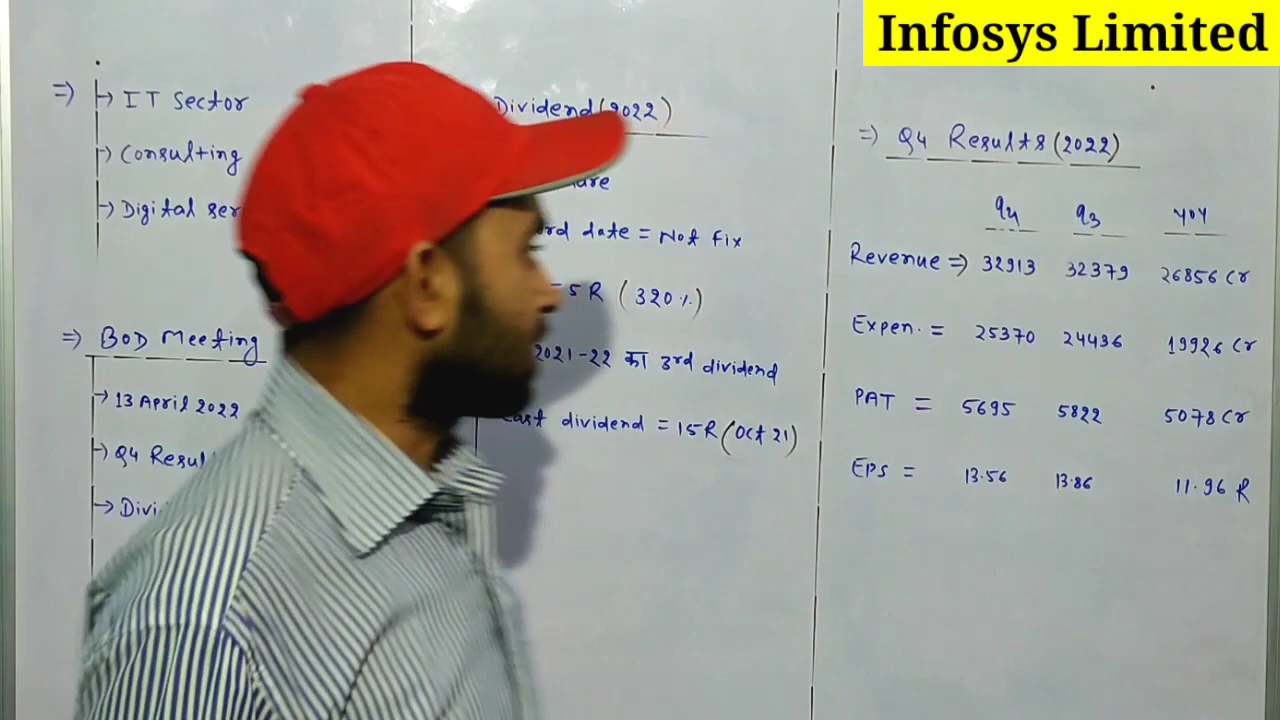 Infosys Limited
=> → IT Sector
→ Consulting
→ Digital
=> BOD Meeting
→ 13 April 2022
→ Q4
→
Dividend (2022)
date = Not fix
5 R (320%)
2021-22 का 3rd dividend
Last dividend = 15R (Oct 21)
=> Q4 Results (2022)
q4 q3 YOY
Revenue => 32913 32379 26856 Cr
Expen. = 25370 24436 19926 Cr
PAT = 5695 5822 5078 Cr
EPS = 13.56 13.86 11.96 R